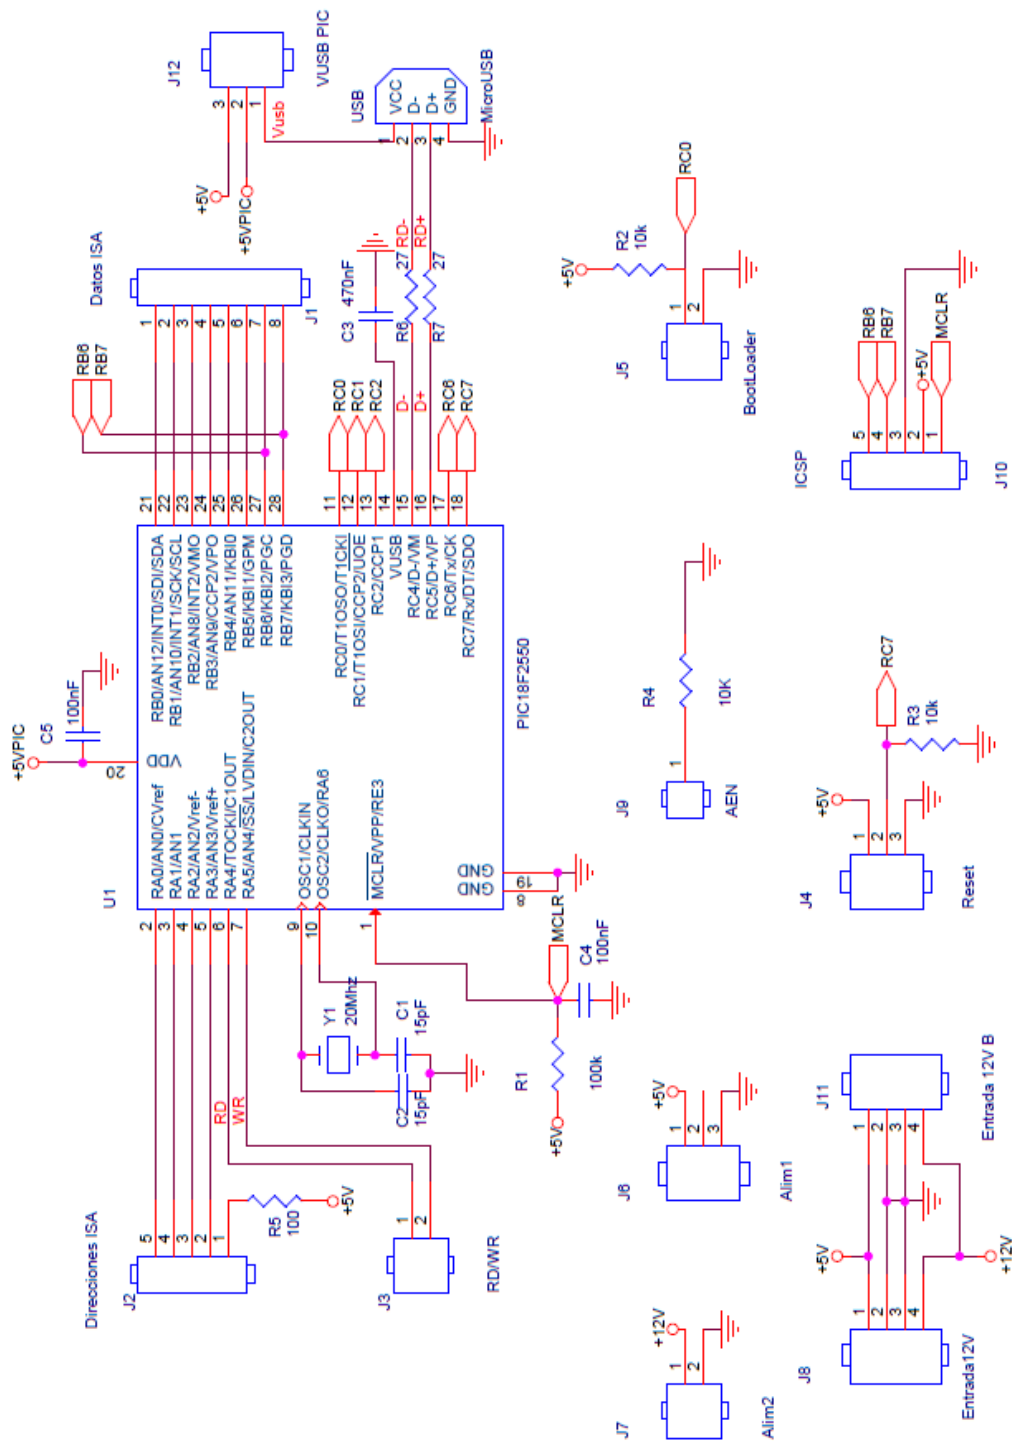 Direcciones ISA
J2
5
4
3
2
1
R5
100
+5V
RD
WR
J3
1
2
RD/WR
U1
2
3
4
5
6
7
9
10
1
RA0/AN0/CVref
RA1/AN1
RA2/AN2/Vref-
RA3/AN3/Vref+
RA4/TOCKI/C1OUT
RA5/AN4/SS/LVDIN/C2OUT
OSC1/CLKIN
OSC2/CLKO/RA6
MCLR/VPP/RE3
+5VPIC
C5
100nF
20
VDD
GND
GND
19
8
RB0/AN12/INT0/SDI/SDA
RB1/AN10/INT1/SCK/SCL
RB2/AN8/INT2/VMO
RB3/AN9/CCP2/VPO
RB4/AN11/KBI0
RB5/KBI1/GPM
RB6/KBI2/PGC
RB7/KBI3/PGD
RC0/T1OSO/T1CKI
RC1/T1OSI/CCP2/UOE
RC2/CCP1
VUSB
RC4/D-/VM
RC5/D+/VP
RC6/Tx/CK
RC7/Rx/DT/SDO
PIC18F2550
21
22
23
24
25
26
27
28
11
12
13
14
15
16
17
18
RB6
RB7
Datos ISA
1
2
3
4
5
6
7
8
J1
RC0
RC1
RC2
RC6
RC7
D-
D+
C3
470nF
R6
27
R7
27
RD-
RD+
+5V
+5VPIC
J12
3
2
1
Vusb
VUSB PIC
USB
1
2
3
4
VCC
D-
D+
GND
MicroUSB
Y1
20Mhz
C1
15pF
C2
15pF
+5V
R1
100k
MCLR
C4
100nF
J7
1
2
+12V
Alim2
J6
1
2
3
+5V
Alim1
J9
1
AEN
R4
10K
J5
1
2
BootLoader
+5V
R2
10k
RC0
J8
1
2
3
4
Entrada12V
+5V
+12V
J11
1
2
3
4
Entrada 12V B
J4
1
2
3
Reset
+5V
RC7
R3
10k
ICSP
5
4
3
2
1
J10
RB6
RB7
+5V
MCLR